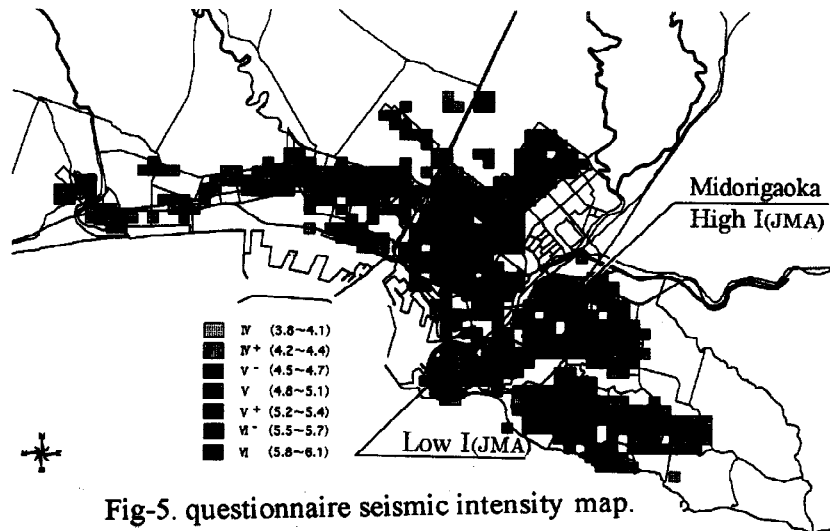 Midorigaoka
High I(JMA)
IV (3.8~4.1)
IV+ (4.2~4.4)
V- (4.5~4.7)
V (4.8~5.1)
V+ (5.2~5.4)
VI- (5.5~5.7)
VI (5.8~6.1)
Low I(JMA)
Fig-5. questionnaire seismic intensity map.